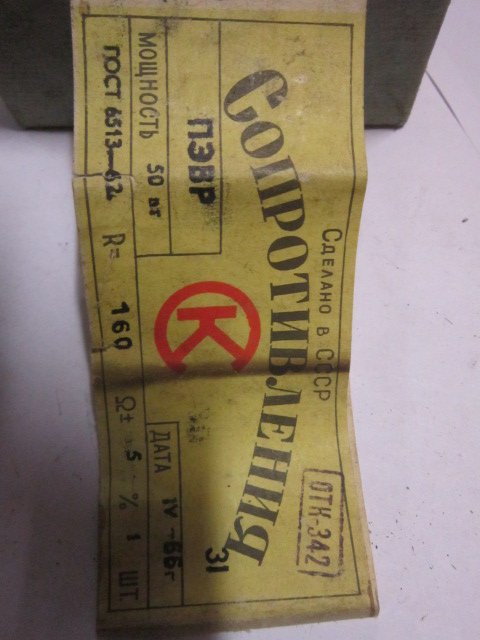 Сделано в СССР
ОТК-342
СОПРОТИВЛЕНИЯ
ПЭВР
К
31
МОЩНОСТЬ 50 вт
ДАТА IV-66г
ГОСТ 6513—62 R= 160 Ω± 5 % 1 ШТ.